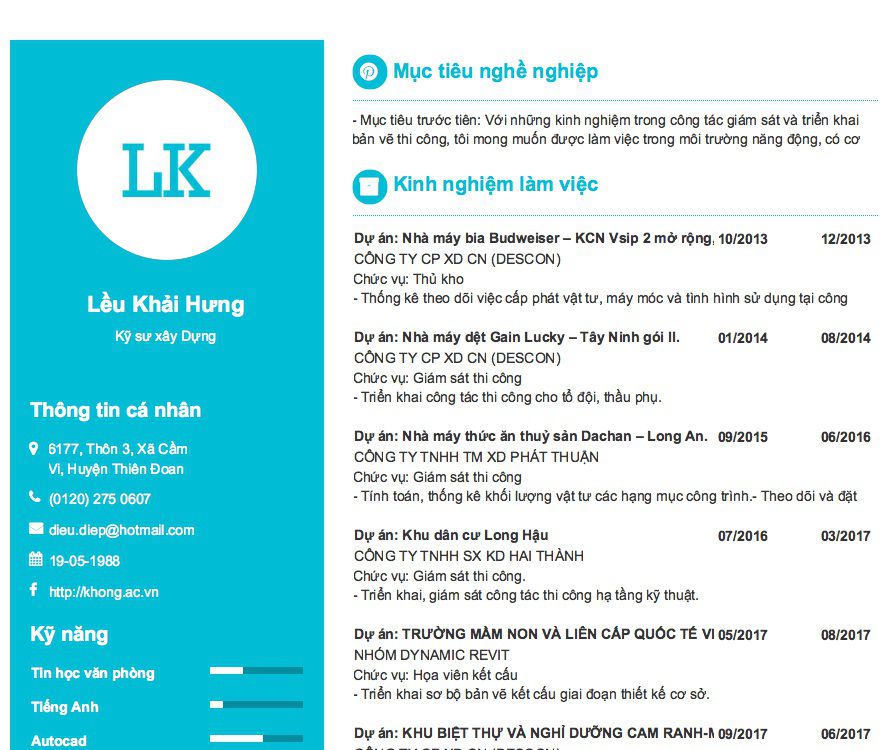 LK
Lều Khải Hưng
Kỹ sư xây Dựng
Thông tin cá nhân
6177, Thôn 3, Xã Cầm
Vi, Huyện Thiên Đoan
(0120) 275 0607
dieu.diep@hotmail.com
19-05-1988
http://khong.ac.vn
Kỹ năng
Tin học văn phòng
Tiếng Anh
Autocad
Mục tiêu nghề nghiệp
- Mục tiêu trước tiên: Với những kinh nghiệm trong công tác giám sát và triển khai
bản vẽ thi công, tôi mong muốn được làm việc trong môi trường năng động, có cơ
Kinh nghiệm làm việc
Dự án: Nhà máy bia Budweiser – KCN Vsip 2 mở rộng, 10/2013 12/2013
CÔNG TY CP XD CN (DESCON)
Chức vụ: Thủ kho
- Thống kê theo dõi việc cấp phát vật tư, máy móc và tình hình sử dụng tại công
Dự án: Nhà máy dệt Gain Lucky – Tây Ninh gói II. 01/2014 08/2014
CÔNG TY CP XD CN (DESCON)
Chức vụ: Giám sát thi công
- Triển khai công tác thi công cho tổ đội, thầu phụ.
Dự án: Nhà máy thức ăn thuỷ sản Dachan – Long An. 09/2015 06/2016
CÔNG TY TNHH TM XD PHÁT THUẬN
Chức vụ: Giám sát thi công
- Tính toán, thống kê khối lượng vật tư các hạng mục công trình.- Theo dõi và đặt
Dự án: Khu dân cư Long Hậu 07/2016 03/2017
CÔNG TY TNHH SX KD HAI THÀNH
Chức vụ: Giám sát thi công.
- Triển khai, giám sát công tác thi công hạ tầng kỹ thuật.
Dự án: TRƯỜNG MẦM NON VÀ LIÊN CẤP QUỐC TẾ VI 05/2017 08/2017
NHÓM DYNAMIC REVIT
Chức vụ: Họa viên kết cấu
- Triển khai sơ bộ bản vẽ kết cấu giai đoạn thiết kế cơ sở.
Dự án: KHU BIỆT THỰ VÀ NGHỈ DƯỠNG CAM RANH-M 09/2017 06/2017
CÔNG TY CP XD CN (DESCON)